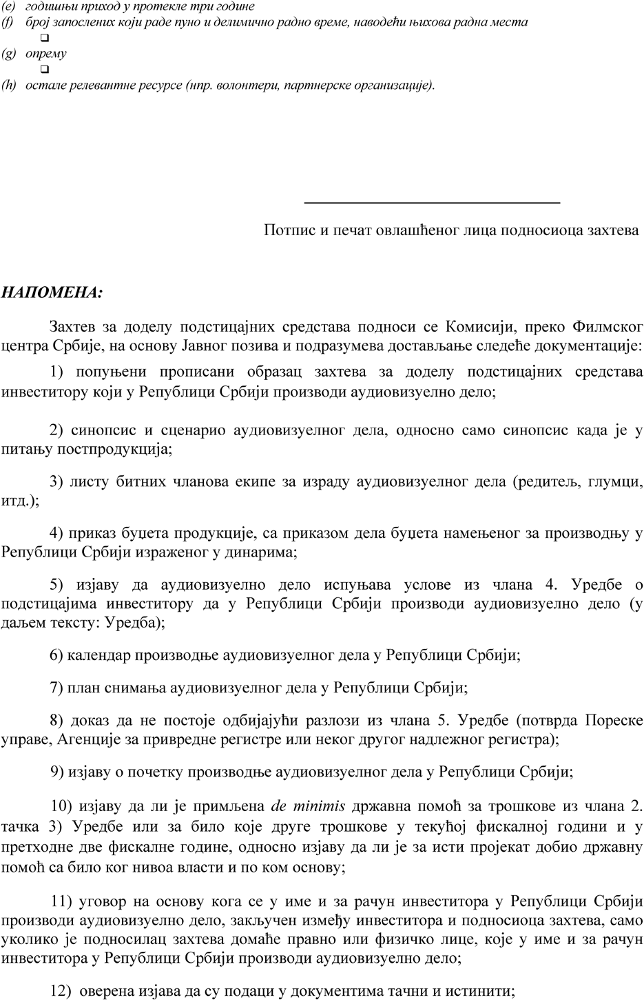 (e) годишњи приход у протекле три године
(f) број запослених који раде пуно и делимично радно време, наводећи њихова радна места
❑
(g) опрему
❑
(h) остале релевантне ресурсе (нпр. волонтери, партнерске организације).
Потпис и печат овлашћеног лица подносиоца захтева
НАПОМЕНА:
Захтев за доделу подстицајних средстава подноси се Комисији, преко Филмског
центра Србије, на основу Јавног позива и подразумева достављање следеће документације:
1) попуњени прописани образац захтева за доделу подстицајних средстава
инвеститору који у Републици Србији производи аудиовизуелно дело;
2) синопсис и сценарио аудиовизуелног дела, односно само синопсис када је у
питању постпродукција;
3) листу битних чланова екипе за израду аудиовизуелног дела (редитељ, глумци,
итд.);
4) приказ буџета продукције, са приказом дела буџета намењеног за производњу у
Републици Србији израженог у динарима;
5) изјаву да аудиовизуелно дело испуњава услове из члана 4. Уредбе о
подстицајима инвеститору да у Републици Србији производи аудиовизуелно дело (у
даљем тексту: Уредба);
6) календар производње аудиовизуелног дела у Републици Србији;
7) план снимања аудиовизуелног дела у Републици Србији;
8) доказ да не постоје одбијајући разлози из члана 5. Уредбе (потврда Пореске
управе, Агенције за привредне регистре или неког другог надлежног регистра);
9) изјаву о почетку производње аудиовизуелног дела у Републици Србији;
10) изјаву да ли је примљена de minimis државна помоћ за трошкове из члана 2.
тачка 3) Уредбе или за било које друге трошкове у текућој фискалној години и у
претходне две фискалне године, односно изјаву да ли је за исти пројекат добио државну
помоћ са било ког нивоа власти и по ком основу;
11) уговор на основу кога се у име и за рачун инвеститора у Републици Србији
производи аудиовизуелно дело, закључен између инвеститора и подносиоца захтева, само
уколико је подносилац захтева домаће правно или физичко лице, које у име и за рачун
инвеститора у Републици Србији производи аудиовизуелно дело;
12) оверена изјава да су подаци у документима тачни и истинити;